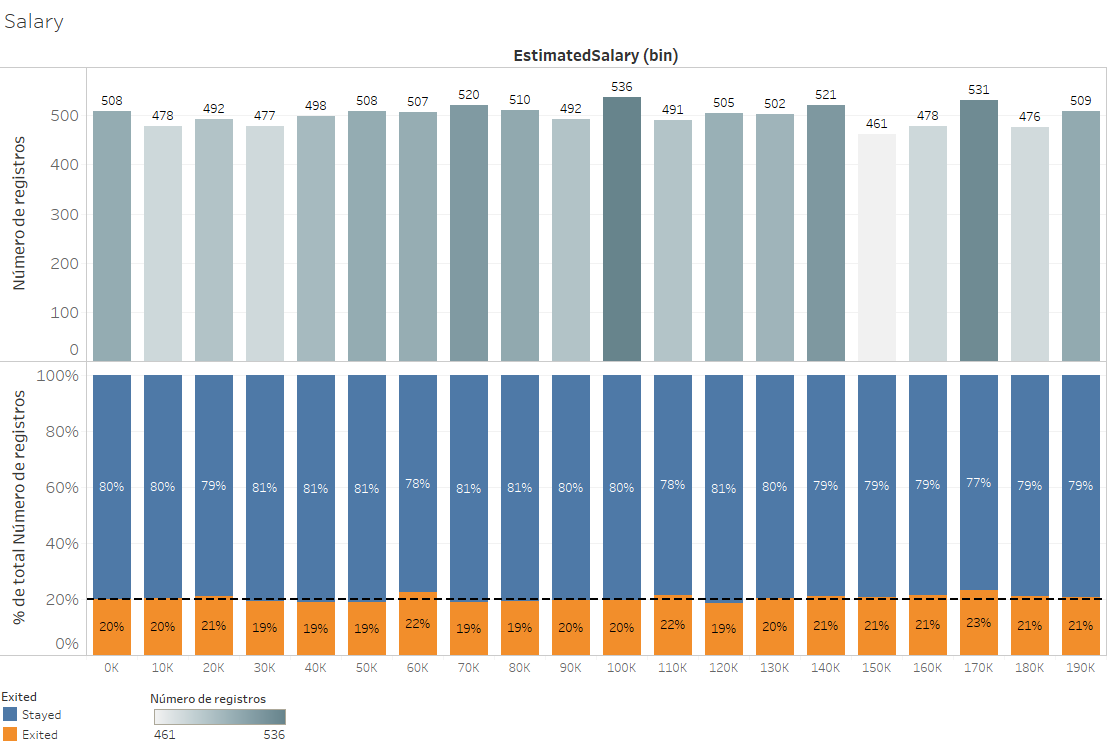 Salary
EstimatedSalary (bin)
Número de registros
500
400
300
200
100
0
508 478 492 477 498 508 507 520 510 492 536 491 505 502 521 461 478 531 476 509
% de total Número de registros
100%
80%
60%
40%
20%
0%
80% 80% 79% 81% 81% 81% 78% 81% 81% 80% 80% 78% 81% 80% 79% 79% 79% 77% 79% 79%
20% 20% 21% 19% 19% 19% 22% 19% 19% 20% 20% 22% 19% 20% 21% 21% 21% 23% 21% 21%
0K 10K 20K 30K 40K 50K 60K 70K 80K 90K 100K 110K 120K 130K 140K 150K 160K 170K 180K 190K
Exited
Stayed
Exited
Número de registros
461 536